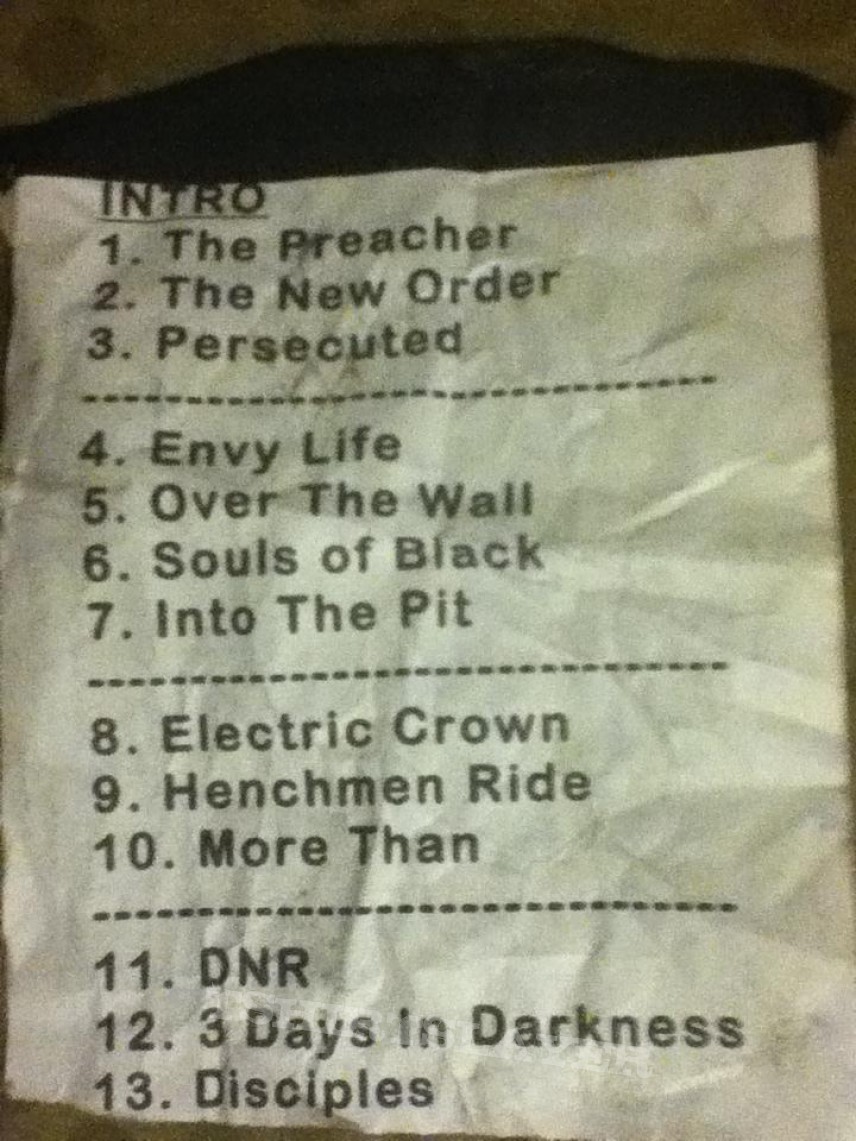 INTRO
1. The Preacher
2. The New Order
3. Persecuted
4. Envy Life
5. Over The Wall
6. Souls of Black
7. Into The Pit
8. Electric Crown
9. Henchmen Ride
10. More Than
11. DNR
12. 3 Days In Darkness
13. Disciples